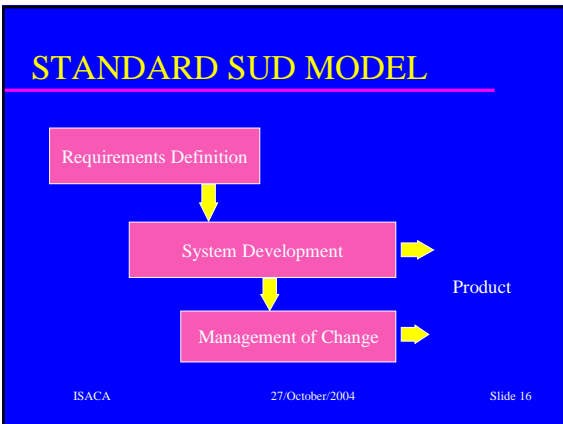 STANDARD SUD MODEL
Requirements Definition
System Development
Product
Management of Change
ISACA 27/October/2004 Slide 16